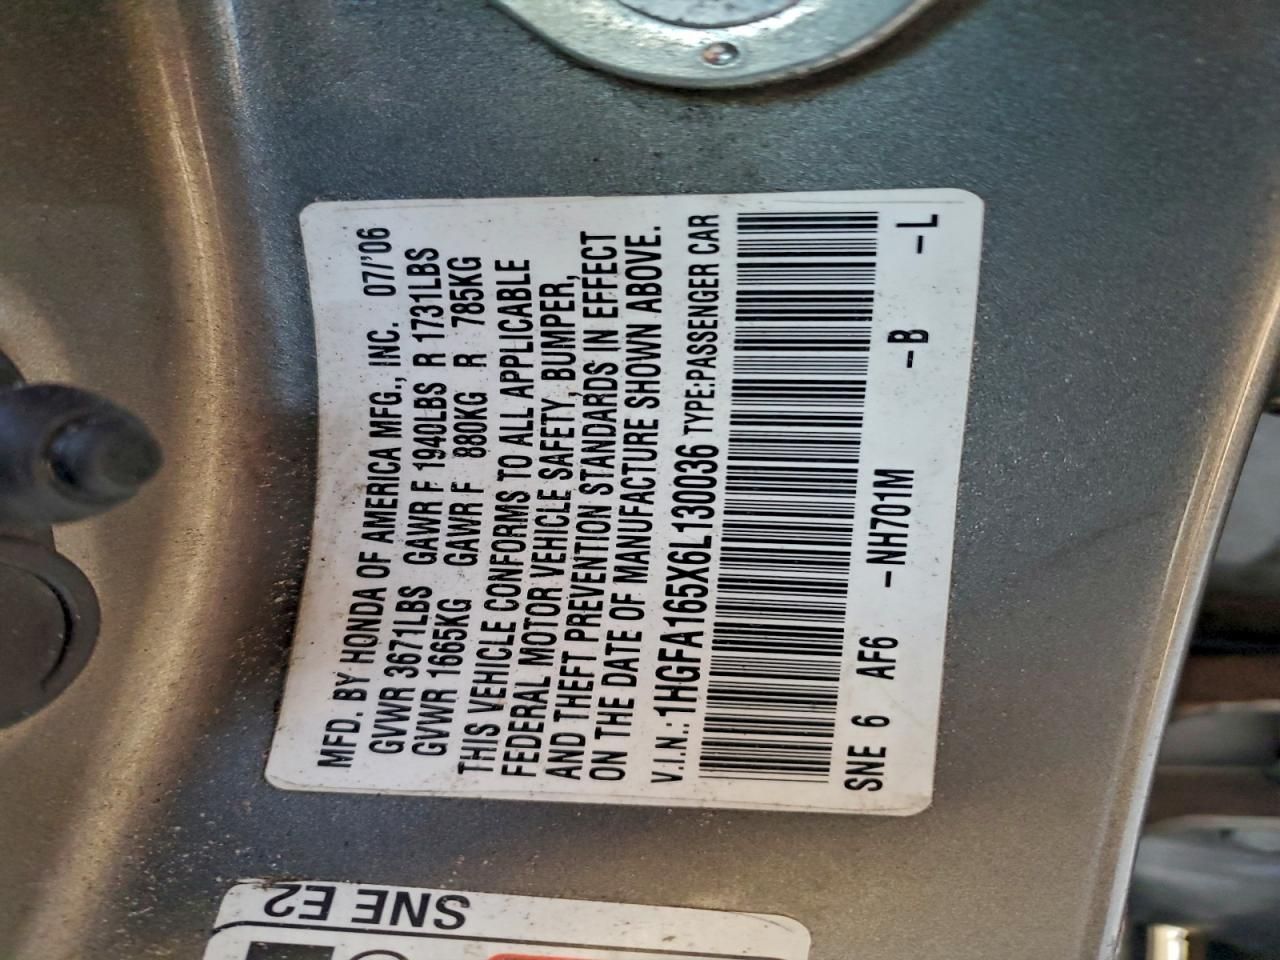 MFD. BY HONDA OF AMERICA MFG., INC. 07/'06
GVWR 3671LBS GAWR F 1940LBS R 1731LBS
GVWR 1665KG GAWR F 880KG R 785KG
THIS VEHICLE CONFORMS TO ALL APPLICABLE
FEDERAL MOTOR VEHICLE SAFETY, BUMPER,
AND THEFT PREVENTION STANDARDS IN EFFECT
ON THE DATE OF MANUFACTURE SHOWN ABOVE.
V.I.N.: 1HGFA165X6L130036 TYPE:PASSENGER CAR
SNE 6 AF6 -NH701M -B -L
SNE E2